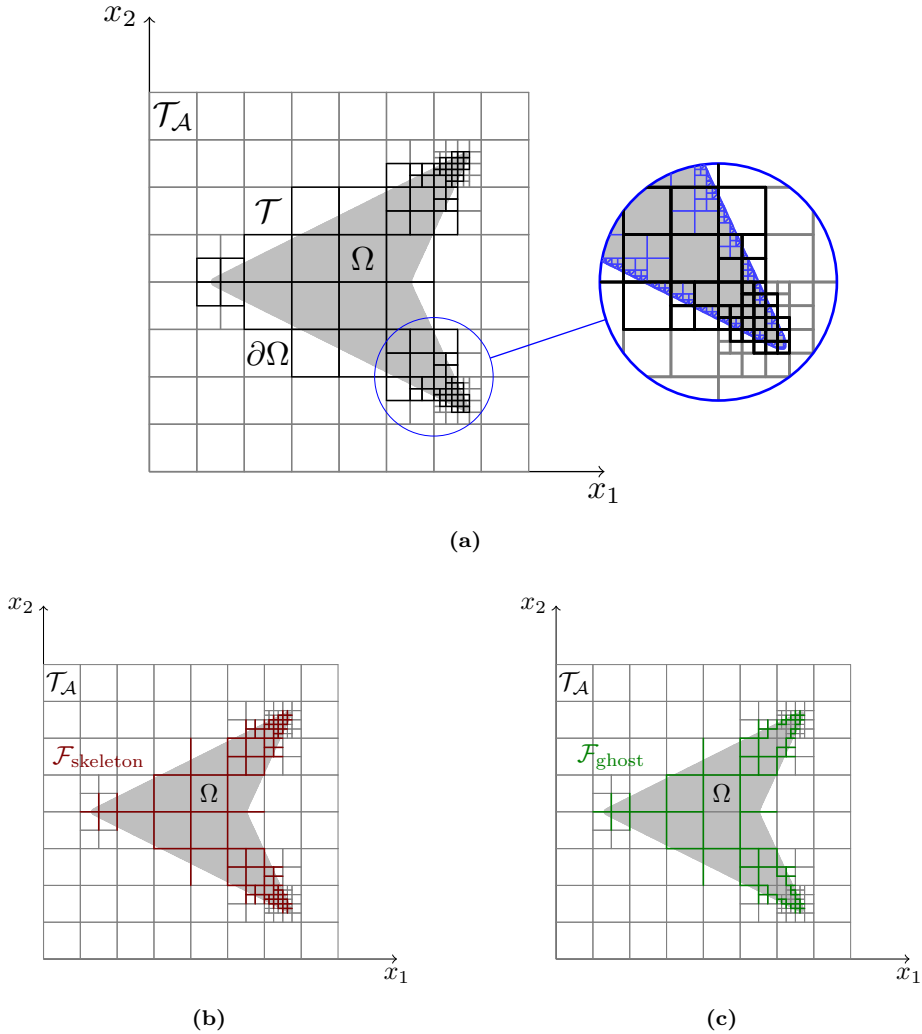 x₂
𝒯_𝒜
𝒯
Ω
∂Ω
x₁
(a)
x₂
𝒯_𝒜
ℱ_skeleton
Ω
x₁
(b)
x₂
𝒯_𝒜
ℱ_ghost
Ω
x₁
(c)